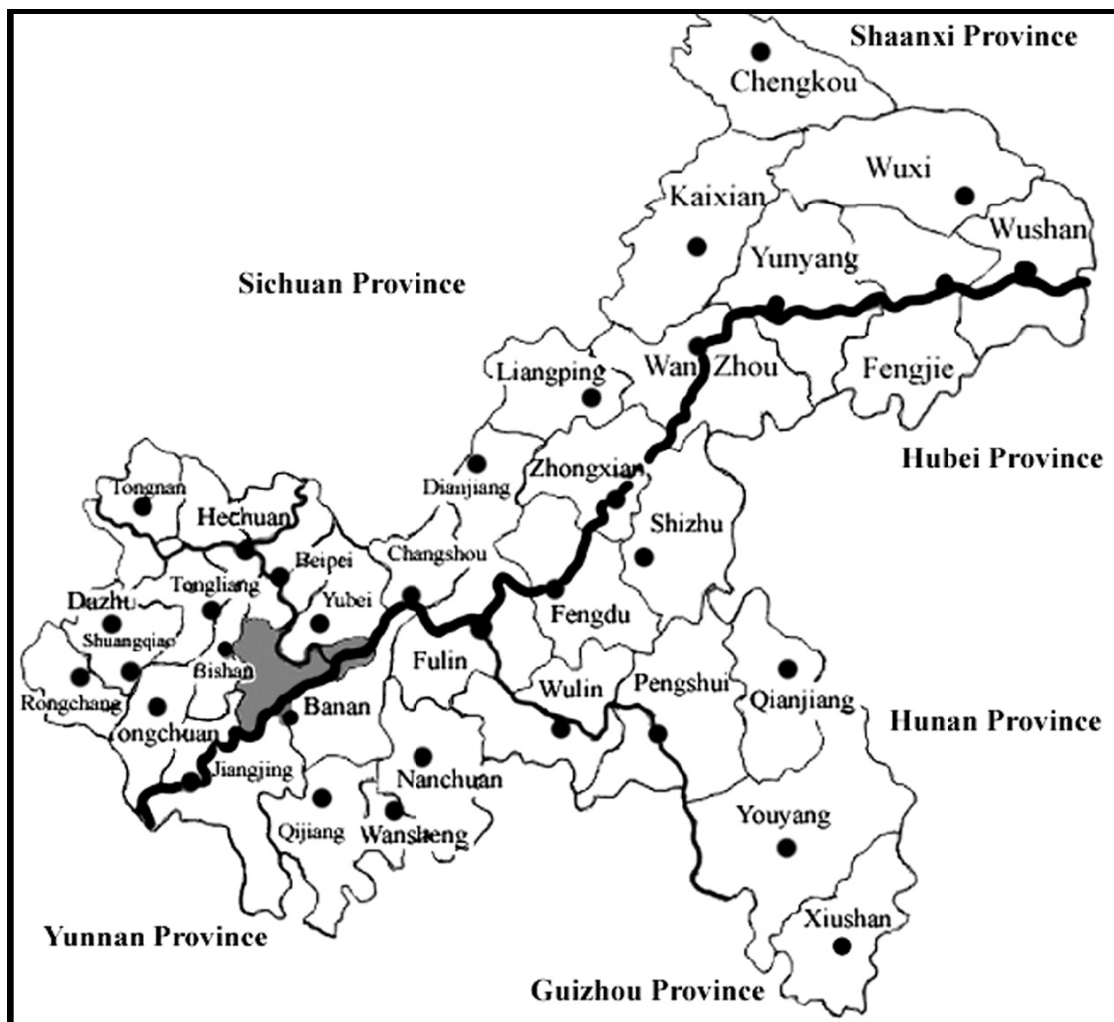 Shaanxi Province
Chengkou
Wuxi
Kaixian
Wushan
Yunyang
Sichuan Province
Wan Zhou
Fengjie
Liangping
Hubei Province
Zhongxian
Dianjiang
Tongnan
Hechuan
Shizhu
Changshou
Beipei
Tongliang
Yubei
Dazhu
Fengdu
Shuangqiao
Bishan
Fulin
Wulin
Pengshui
Rongchang
Qianjiang
Banan
Hunan Province
ongchuan
Jiangjing
Nanchuan
Youyang
Qijiang
Wansheng
Xiushan
Yunnan Province
Guizhou Province